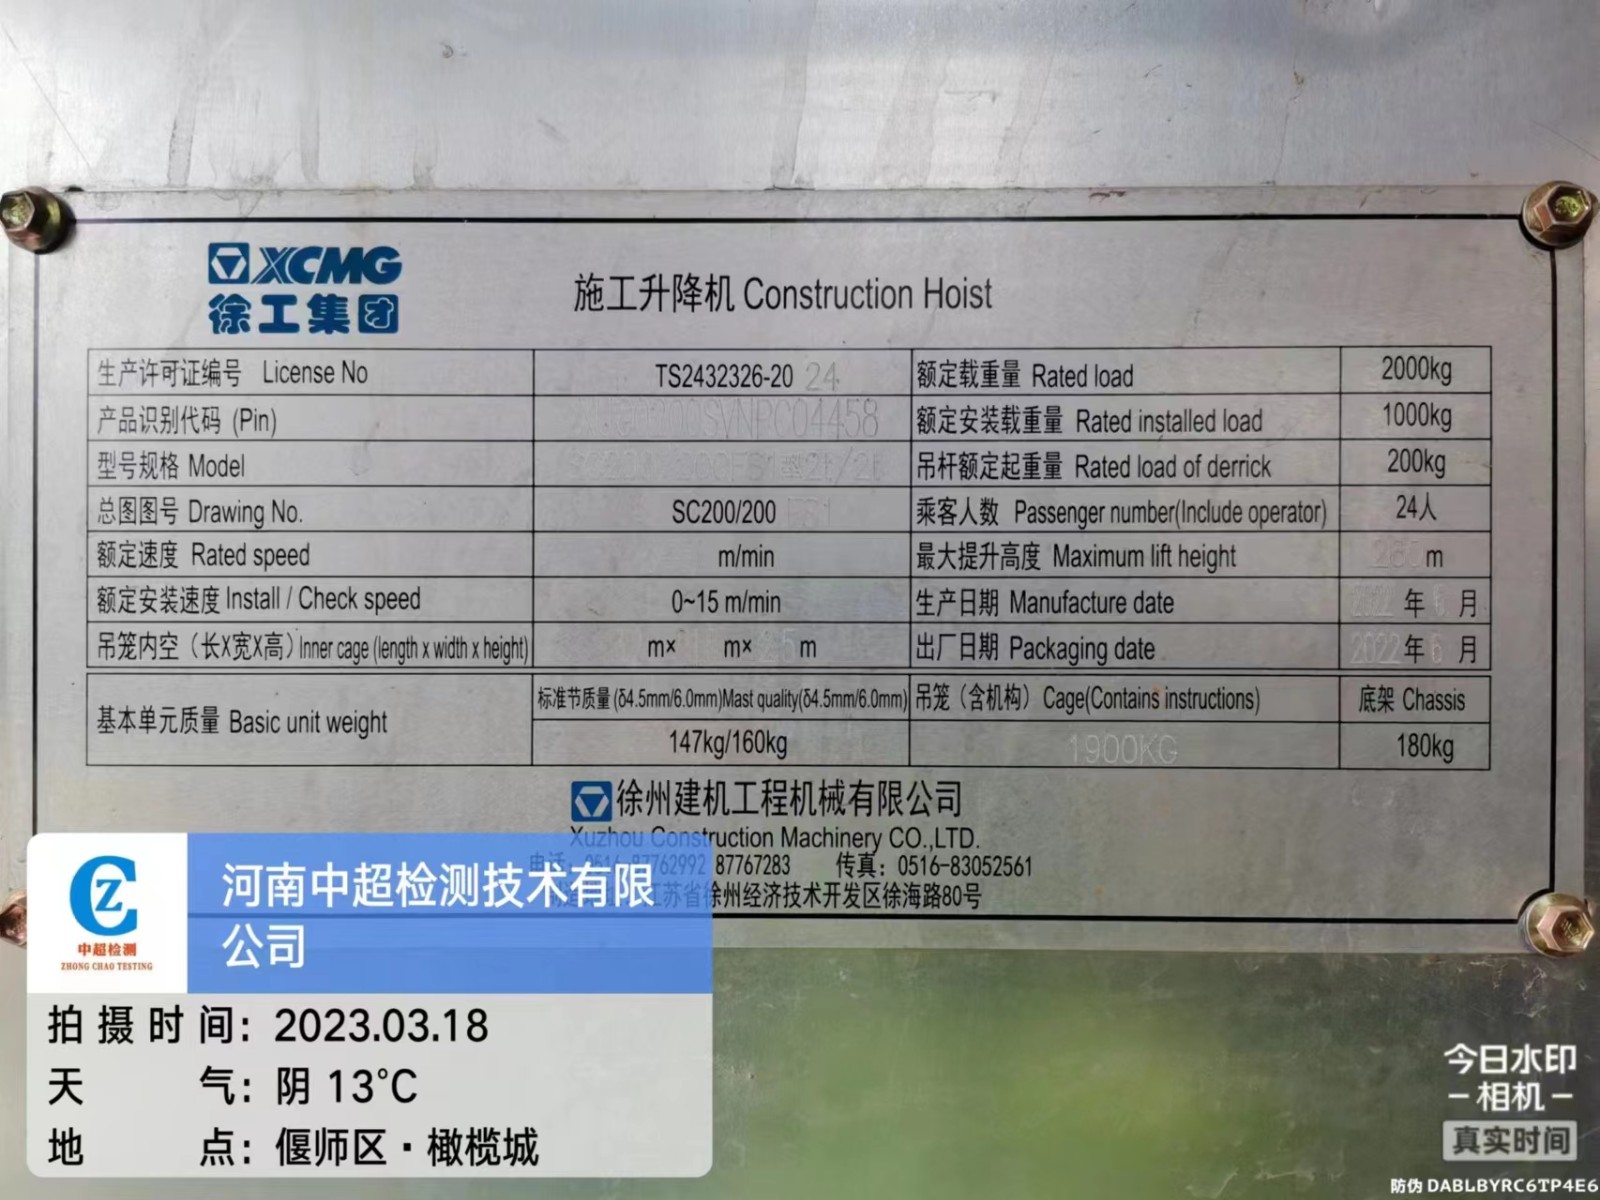 XCMG
徐工集团
施工升降机 Construction Hoist
生产许可证编号 License No TS2432326-20 24 额定载重量 Rated load 2000kg
产品识别代码 (Pin) 额定安装载重量 Rated installed load 1000kg
型号规格 Model 吊杆额定起重量 Rated load of derrick 200kg
总图图号 Drawing No. SC200/200 乘客人数 Passenger number(Include operator) 24人
额定速度 Rated speed m/min 最大提升高度 Maximum lift height m
额定安装速度 Install / Check speed 0~15 m/min 生产日期 Manufacture date 2022 年 6 月
吊笼内空（长X宽X高）Inner cage (length x width x height) m× m× m 出厂日期 Packaging date 2022 年 6 月
基本单元质量 Basic unit weight 标准节质量 (δ4.5mm/6.0mm)Mast quality(δ4.5mm/6.0mm) 吊笼（含机构）Cage(Contains instructions) 底架 Chassis
147kg/160kg 1900KG 180kg
徐州建机工程机械有限公司
Xuzhou Construction Machinery CO.,LTD.
电话：0516-87762992 87767283 传真：0516-83052561
江苏省徐州经济技术开发区徐海路80号
CZ
中超检测
ZHONG CHAO TESTING
河南中超检测技术有限
公司
拍摄时间：2023.03.18
天气：阴 13℃
地点：偃师区·橄榄城
今日水印
-相机-
真实时间
防伪 DABLBYRC6TP4E6